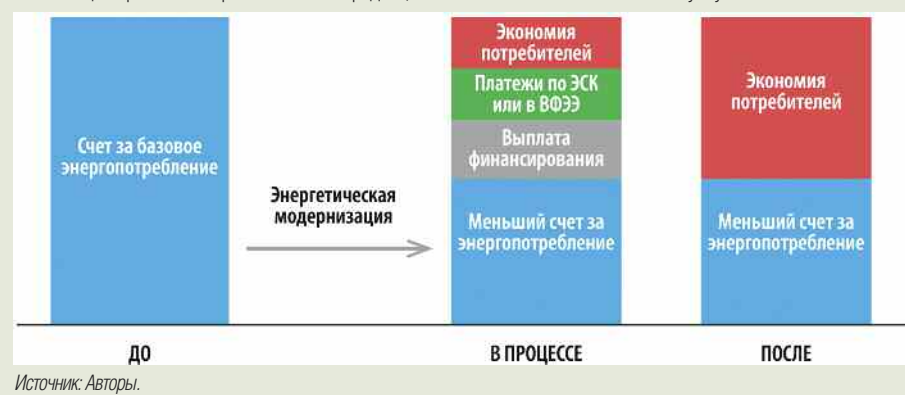 Счет за базовое
энергопотребление
Энергетическая
модернизация
Экономия
потребителей
Платежи по ЭСК
или в ВФЭЭ
Выплата
финансирования
Меньший счет за
энергопотребление
Экономия
потребителей
Меньший счет за
энергопотребление
ДО
В ПРОЦЕССЕ
ПОСЛЕ
Источник: Авторы.